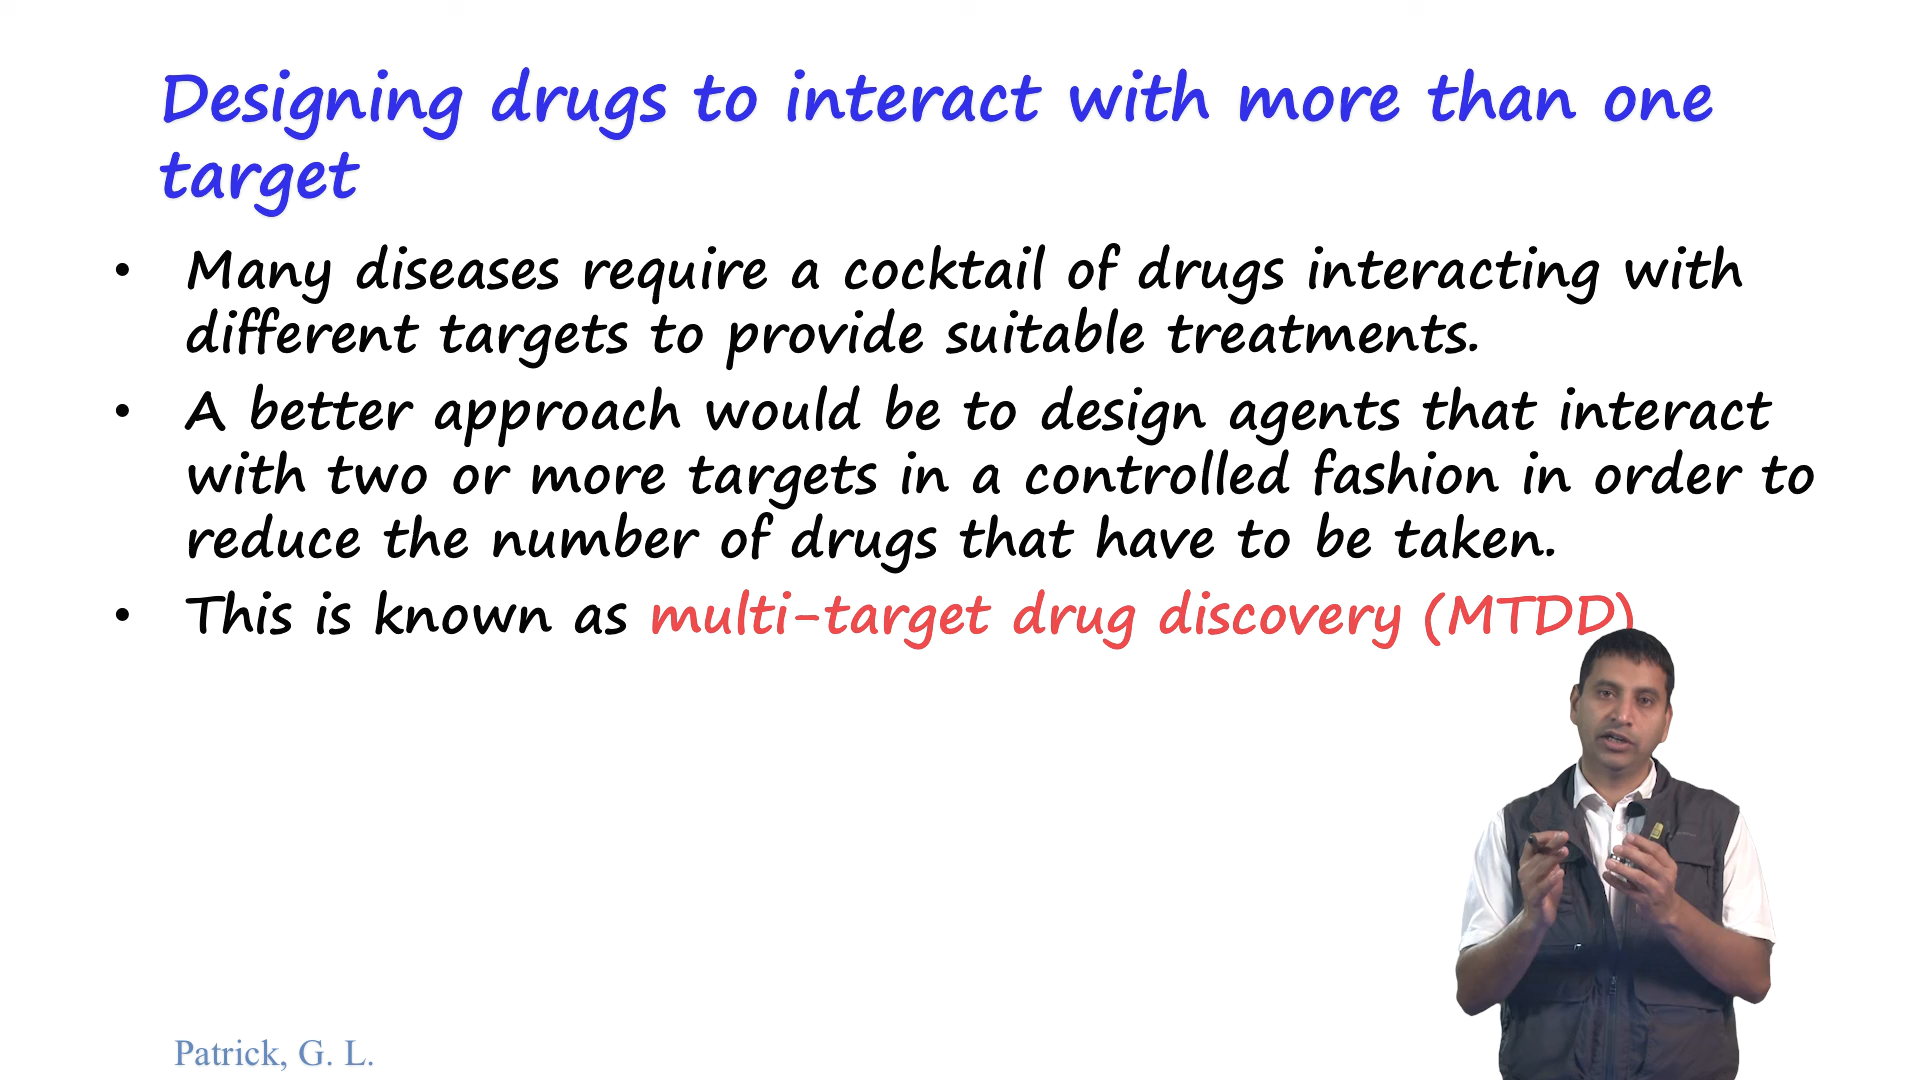 Designing drugs to interact with more than one
target
• Many diseases require a cocktail of drugs interacting with
different targets to provide suitable treatments.
• A better approach would be to design agents that interact
with two or more targets in a controlled fashion in order to
reduce the number of drugs that have to be taken.
• This is known as multi-target drug discovery (MTDD)
Patrick, G. L.